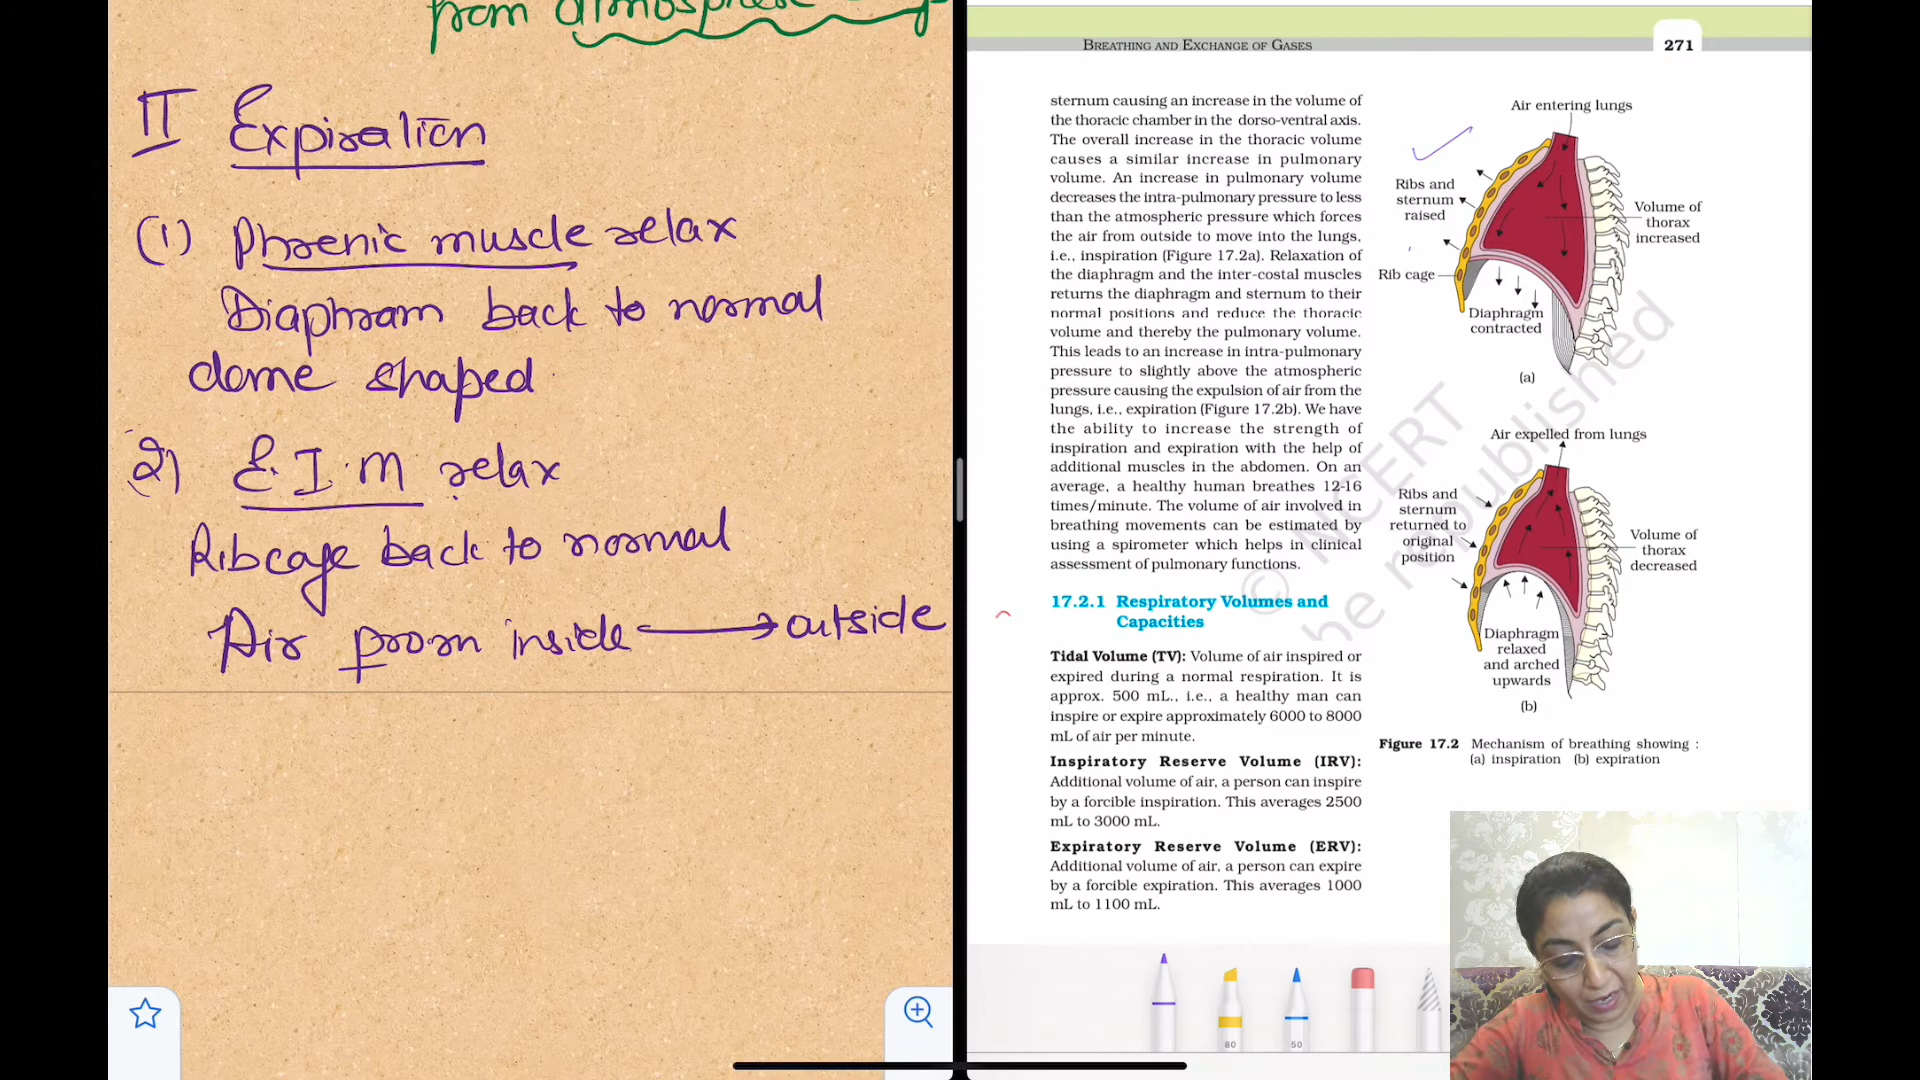 from atmosphere
II Expiration
(1) Phrenic muscle relax
Diaphram back to normal
dome shaped
(2) E.I.M relax
Ribcage back to normal
Air from inside → outside
BREATHING AND EXCHANGE OF GASES
271
sternum causing an increase in the volume of
the thoracic chamber in the dorso-ventral axis.
The overall increase in the thoracic volume
causes a similar increase in pulmonary
volume. An increase in pulmonary volume
decreases the intra-pulmonary pressure to less
than the atmospheric pressure which forces
the air from outside to move into the lungs,
i.e., inspiration (Figure 17.2a). Relaxation of
the diaphragm and the inter-costal muscles
returns the diaphragm and sternum to their
normal positions and reduce the thoracic
volume and thereby the pulmonary volume.
This leads to an increase in intra-pulmonary
pressure to slightly above the atmospheric
pressure causing the expulsion of air from the
lungs, i.e., expiration (Figure 17.2b). We have
the ability to increase the strength of
inspiration and expiration with the help of
additional muscles in the abdomen. On an
average, a healthy human breathes 12-16
times/minute. The volume of air involved in
breathing movements can be estimated by
using a spirometer which helps in clinical
assessment of pulmonary functions.
17.2.1 Respiratory Volumes and
Capacities
Tidal Volume (TV): Volume of air inspired or
expired during a normal respiration. It is
approx. 500 mL., i.e., a healthy man can
inspire or expire approximately 6000 to 8000
mL of air per minute.
Inspiratory Reserve Volume (IRV):
Additional volume of air, a person can inspire
by a forcible inspiration. This averages 2500
mL to 3000 mL.
Expiratory Reserve Volume (ERV):
Additional volume of air, a person can expire
by a forcible expiration. This averages 1000
mL to 1100 mL.
Air entering lungs
Ribs and
sternum
raised
Volume of
thorax
increased
Rib cage
Diaphragm
contracted
(a)
Air expelled from lungs
Ribs and
sternum
returned to
original
position
Volume of
thorax
decreased
Diaphragm
relaxed
and arched
upwards
(b)
Figure 17.2 Mechanism of breathing showing :
(a) inspiration (b) expiration
© NCERT
be republished
80
50